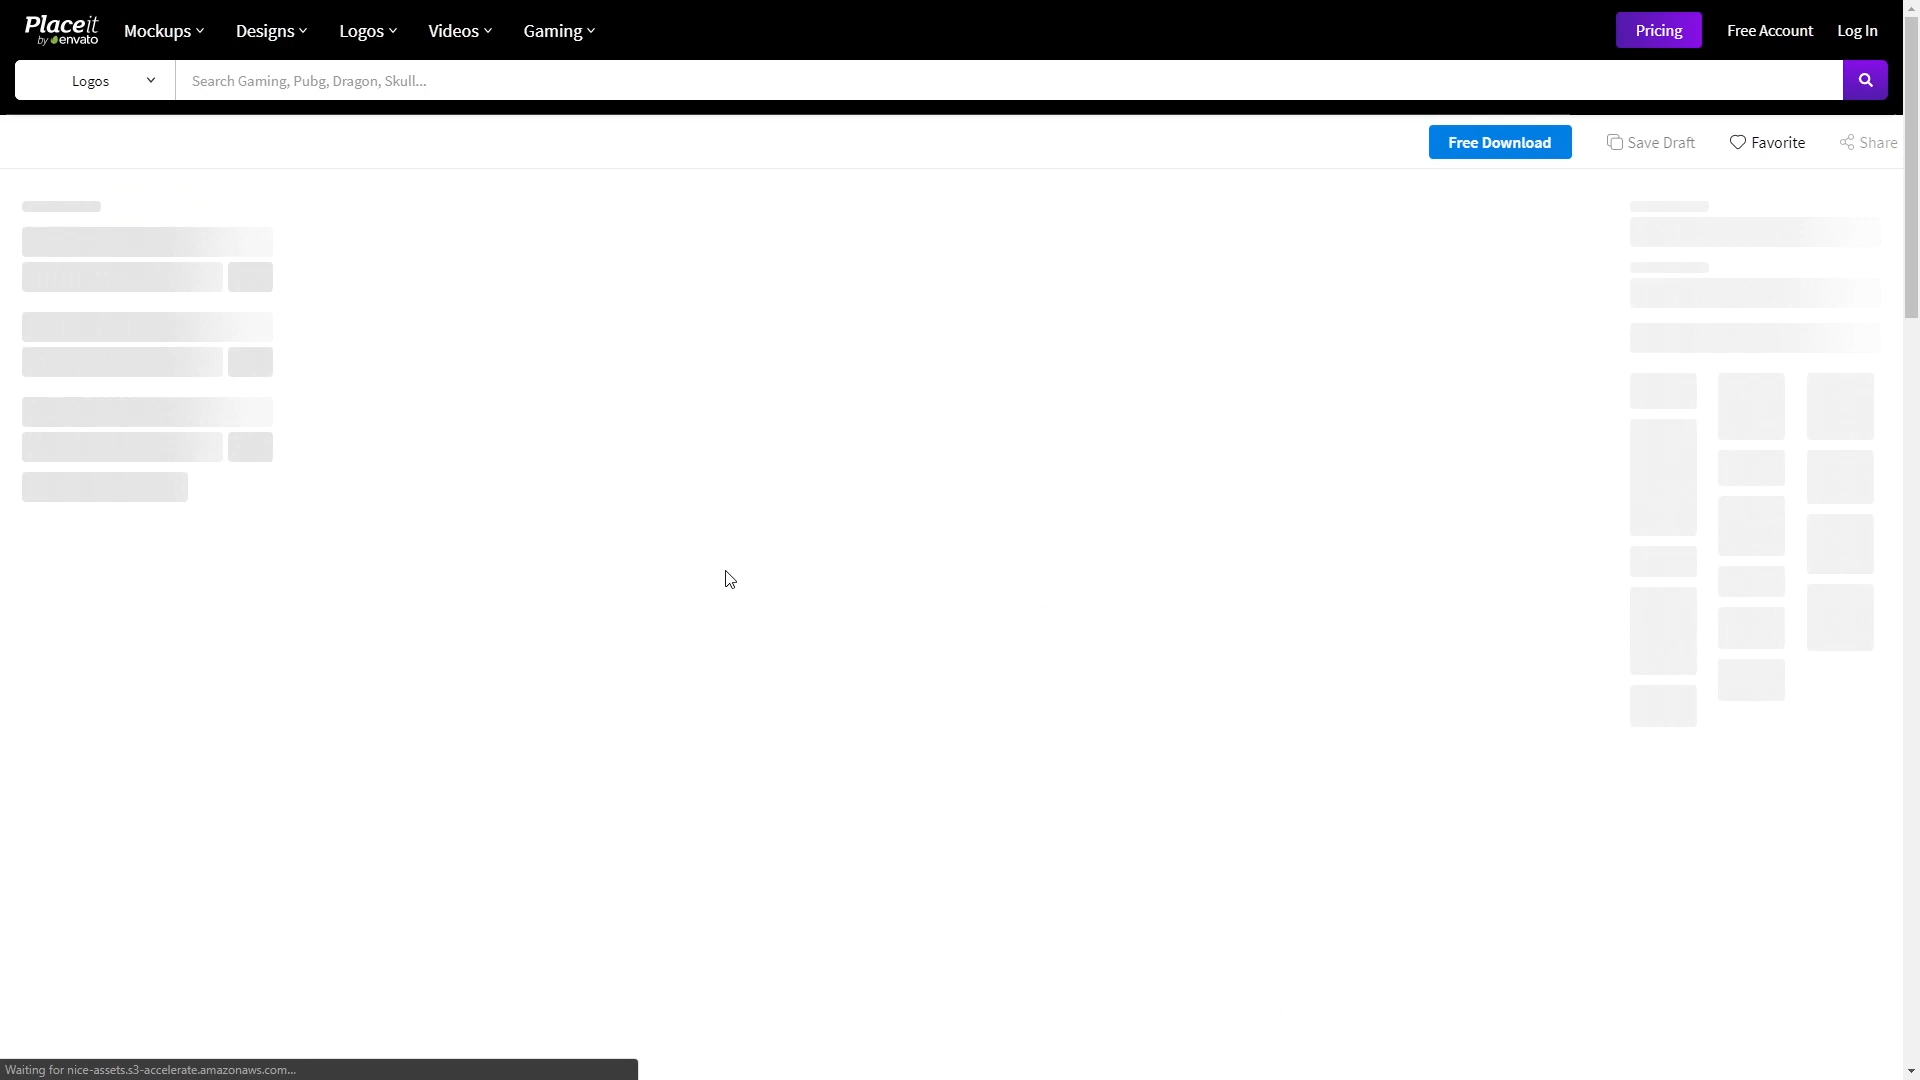 Placeit
by envato
Mockups
Designs
Logos
Videos
Gaming
Pricing
Free Account
Log In
Logos
Search Gaming, Pubg, Dragon, Skull...
Free Download
Save Draft
Favorite
Share
Waiting for nice-assets.s3-accelerate.amazonaws.com...